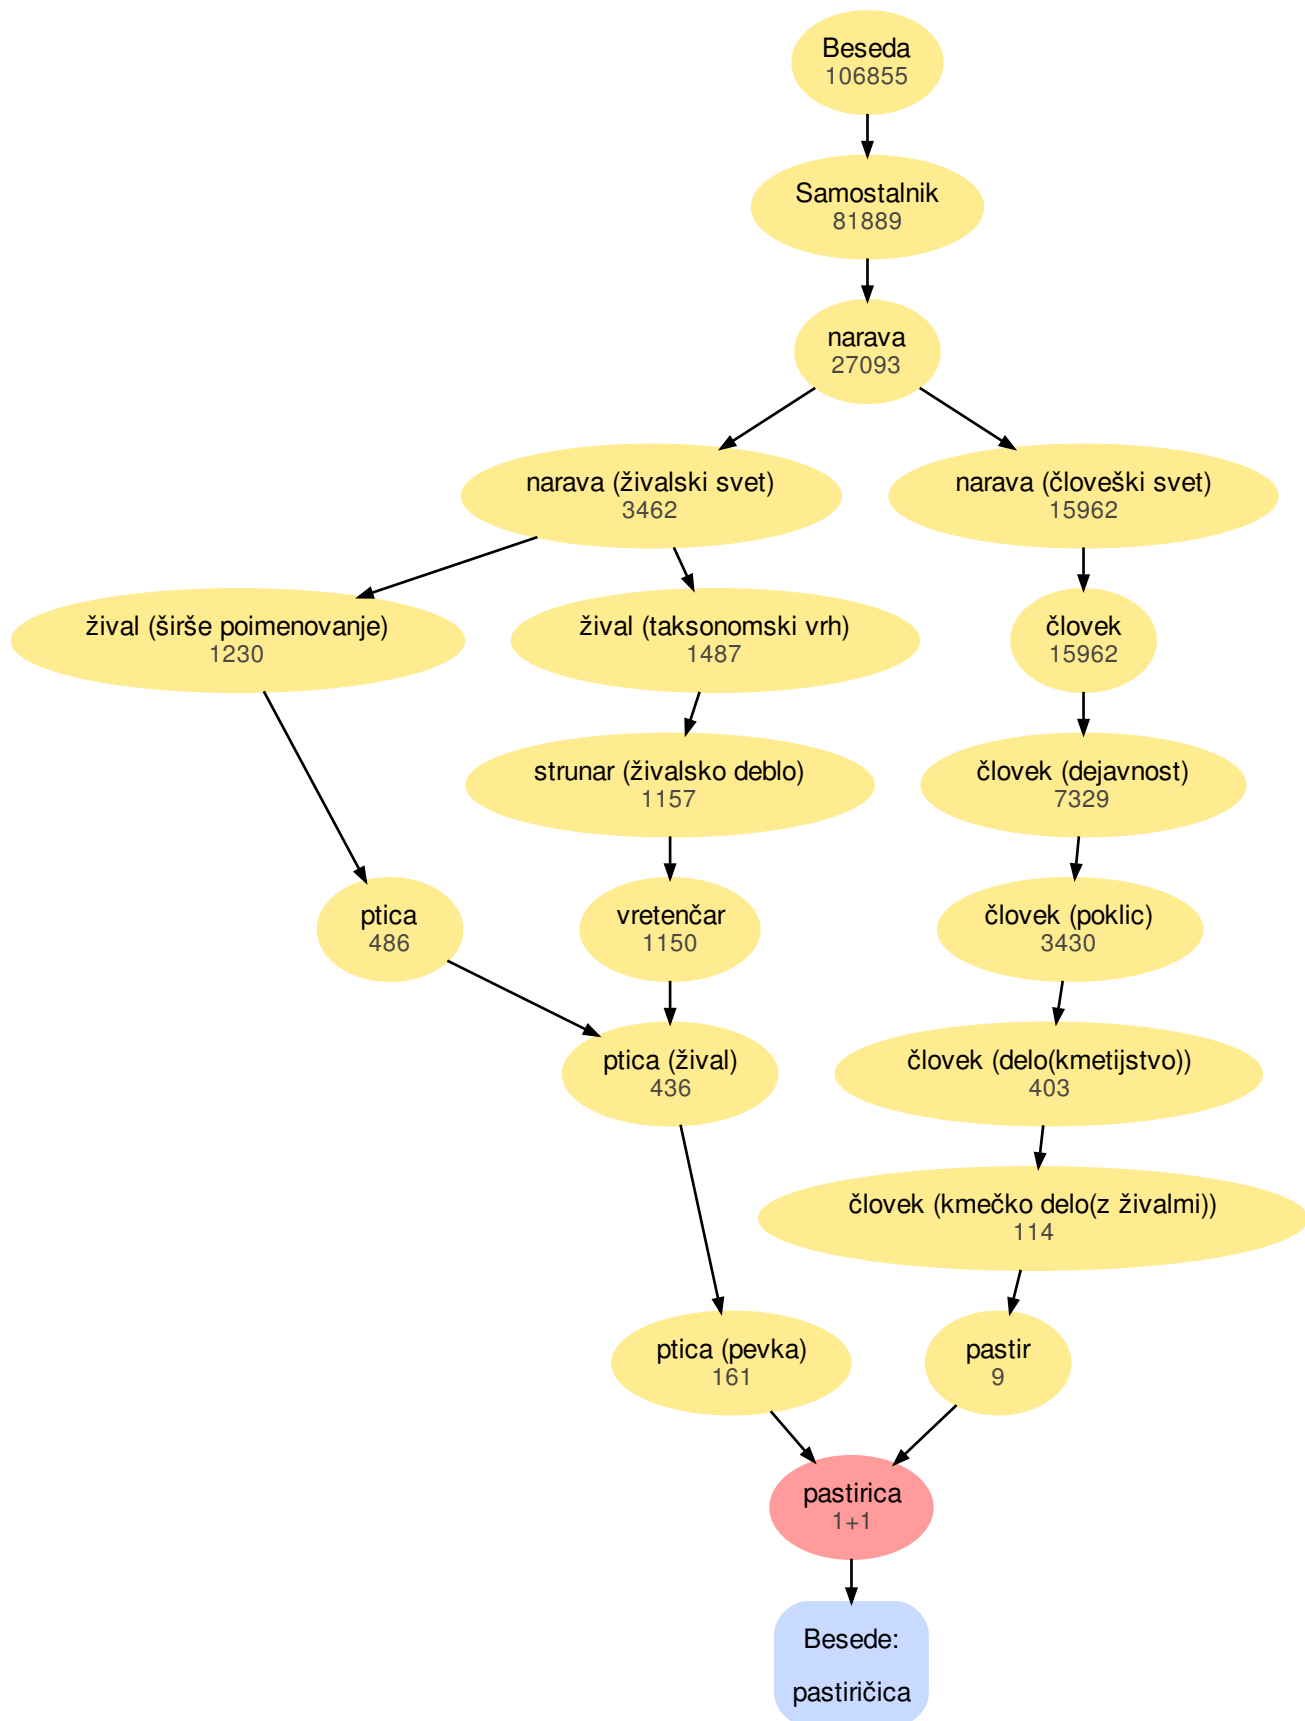 Beseda
106855
Samostalnik
81889
narava
27093
narava (živalski svet)
3462
narava (človeški svet)
15962
žival (širše poimenovanje)
1230
žival (taksonomski vrh)
1487
človek
15962
strunar (živalsko deblo)
1157
človek (dejavnost)
7329
ptica
486
vretenčar
1150
človek (poklic)
3430
ptica (žival)
436
človek (delo(kmetijstvo))
403
človek (kmečko delo(z živalmi))
114
ptica (pevka)
161
pastir
9
pastirica
1+1
Besede:
pastiričica